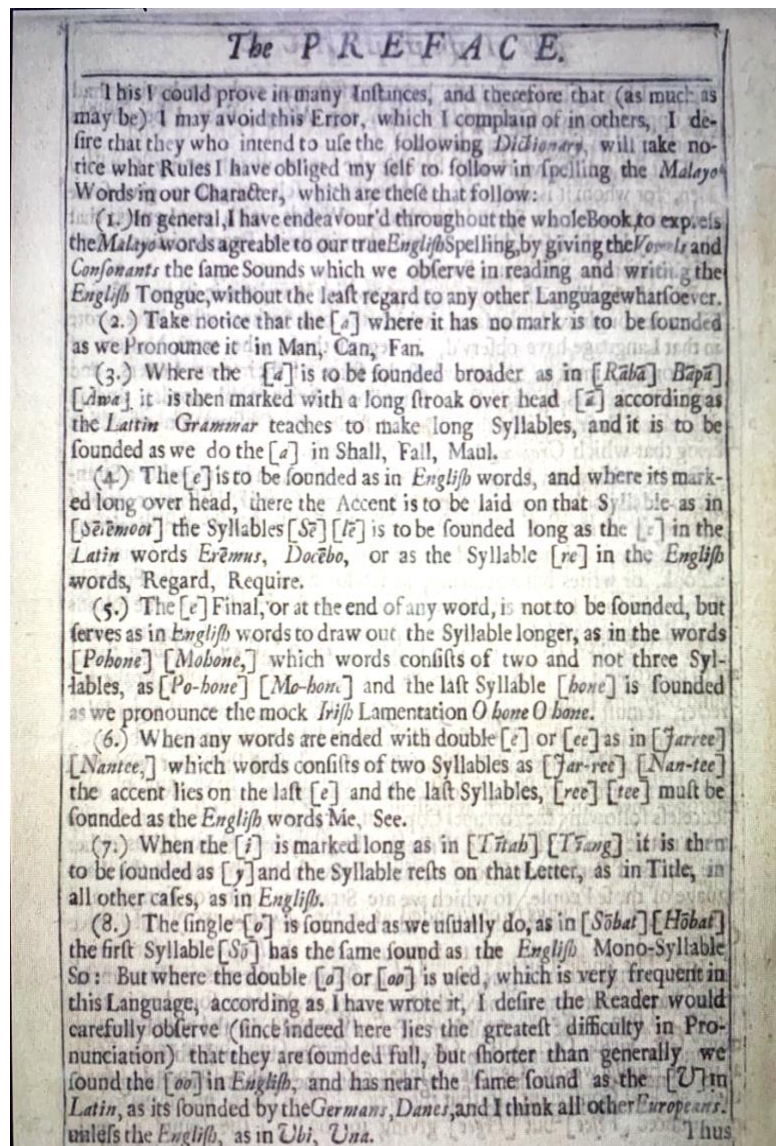 The PREFACE.
This I could prove in many Inſtances, and therefore that (as much as
may be) I may avoid this Error, which I complain of in others, I de-
ſire that they who intend to uſe the following Dictionary, will take no-
tice what Rules I have obliged my ſelf to follow in ſpelling the Malayo
Words in our Character, which are theſe that follow:
(1.) In general, I have endeavour'd throughout the whole Book, to expreſs
the Malayo words agreable to our true Engliſh Spelling, by giving the Vowels and
Conſonants the ſame Sounds which we obſerve in reading and writing the
Engliſh Tongue, without the leaſt regard to any other Language whatſoever.
(2.) Take notice that the [a] where it has no mark is to be ſounded
as we Pronounce it in Man, Can, Fan.
(3.) Where the [a] is to be ſounded broader as in [Rābā] Bāpā]
[Awa] it is then marked with a long ſtroak over head [ā] according as
the Lattin Grammar teaches to make long Syllables, and it is to be
ſounded as we do the [a] in Shall, Fall, Maul.
(4.) The [e] is to be ſounded as in Engliſh words, and where its mark-
ed long over head, there the Accent is to be laid on that Syllable as in
[Sēlēmoot] the Syllables [Sē] [lē] is to be ſounded long as the [e] in the
Latin words Erēmus, Docēbo, or as the Syllable [re] in the Engliſh
words, Regard, Require.
(5.) The [e] Final, or at the end of any word, is not to be ſounded, but
ſerves as in Engliſh words to draw out the Syllable longer, as in the words
[Pohone] [Mohone,] which words conſiſts of two and not three Syl-
lables, as [Po-hone] [Mo-hone] and the laſt Syllable [hone] is ſounded
as we pronounce the mock Iriſh Lamentation O hone O hone.
(6.) When any words are ended with double [e] or [ee] as in [Jarree]
[Nantee,] which words conſiſts of two Syllables as [Jar-ree] [Nan-tee]
the accent lies on the laſt [e] and the laſt Syllables, [ree] [tee] muſt be
ſounded as the Engliſh words Me, See.
(7.) When the [i] is marked long as in [Tītah] [Tīang] it is then
to be ſounded as [y] and the Syllable reſts on that Letter, as in Title, in
all other caſes, as in Engliſh.
(8.) The ſingle [o] is ſounded as we uſually do, as in [Sōbat] [Hōbat]
the firſt Syllable [Sō] has the ſame ſound as the Engliſh Mono-Syllable
So: But where the double [o] or [oo] is uſed, which is very frequent in
this Language, according as I have wrote it, I deſire the Reader would
carefully obſerve (ſince indeed here lies the greateſt difficulty in Pro-
nunciation) that they are ſounded full, but ſhorter than generally we
ſound the [oo] in Engliſh, and has near the ſame ſound as the [U] in
Latin, as its ſounded by the Germans, Danes, and I think all other Europeans.
unleſs the Engliſh, as in Ubi, Una.
Thus